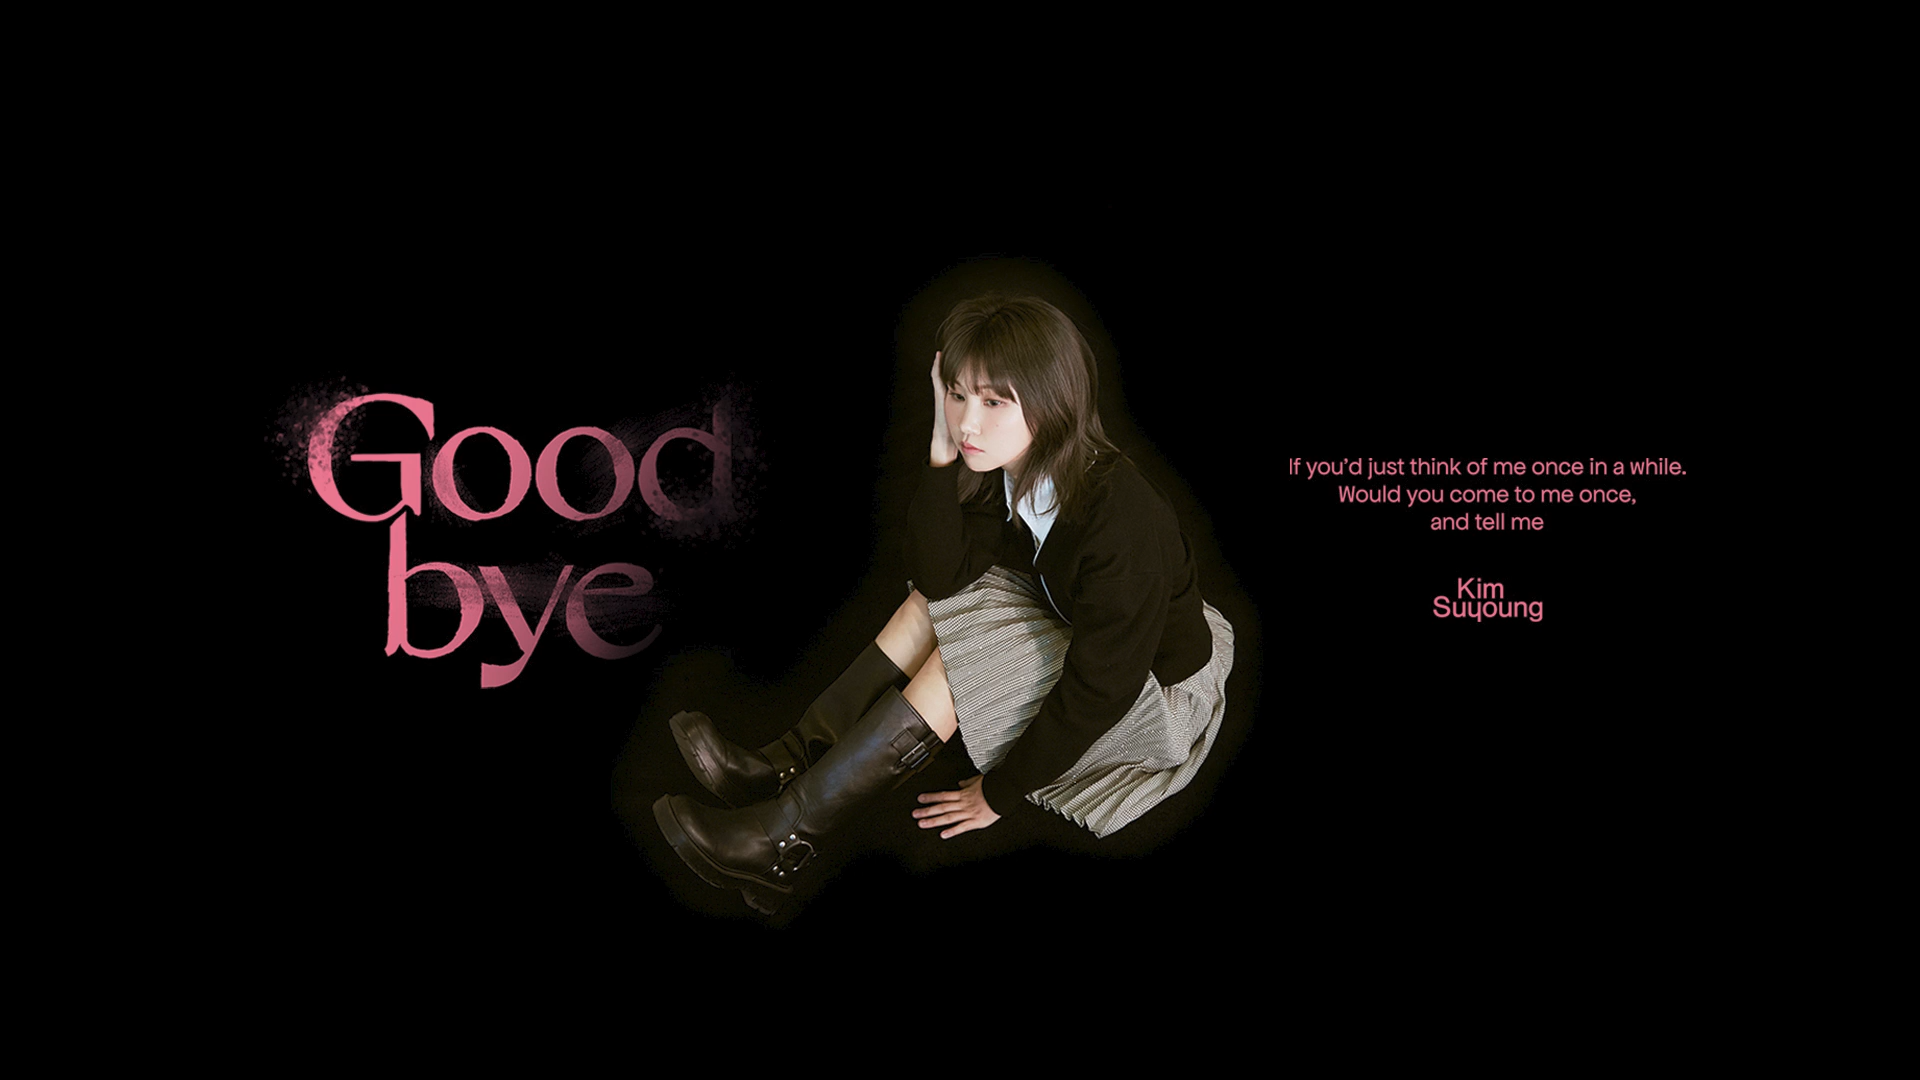 Good
bye
If you'd just think of me once in a while.
Would you come to me once,
and tell me
Kim
Suyoung